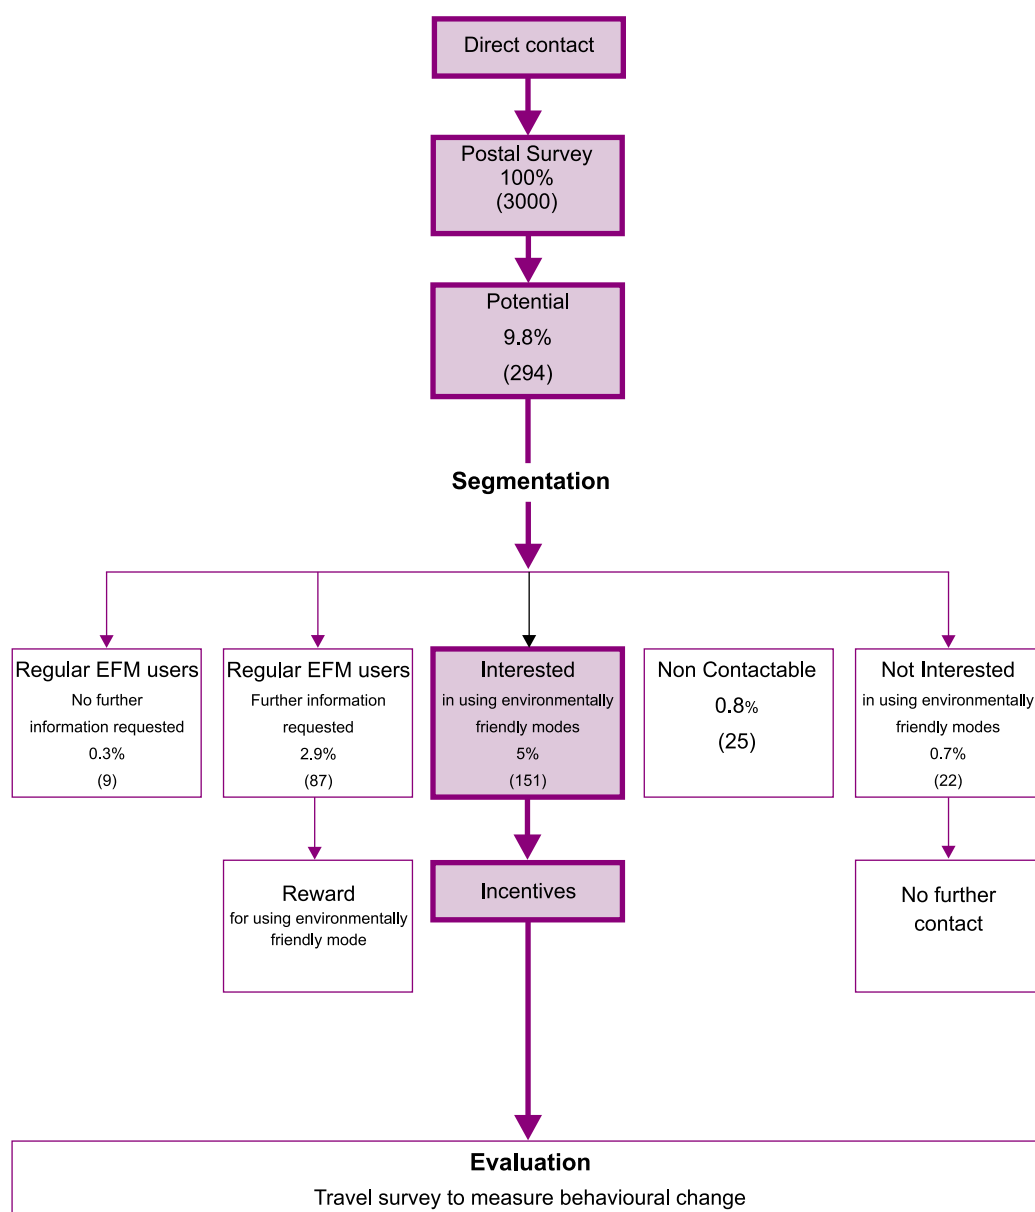 Direct contact
Postal Survey
100%
(3000)
Potential
9.8%
(294)
Segmentation
Regular EFM users
No further
information requested
0.3%
(9)
Regular EFM users
Further information
requested
2.9%
(87)
Interested
in using environmentally
friendly modes
5%
(151)
Non Contactable
0.8%
(25)
Not Interested
in using environmentally
friendly modes
0.7%
(22)
Reward
for using environmentally
friendly mode
Incentives
No further
contact
Evaluation
Travel survey to measure behavioural change